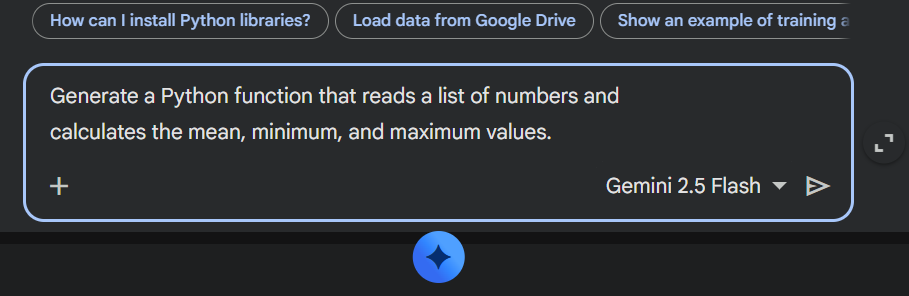 How can I install Python libraries?
Load data from Google Drive
Show an example of training a
Generate a Python function that reads a list of numbers and
calculates the mean, minimum, and maximum values.
Gemini 2.5 Flash